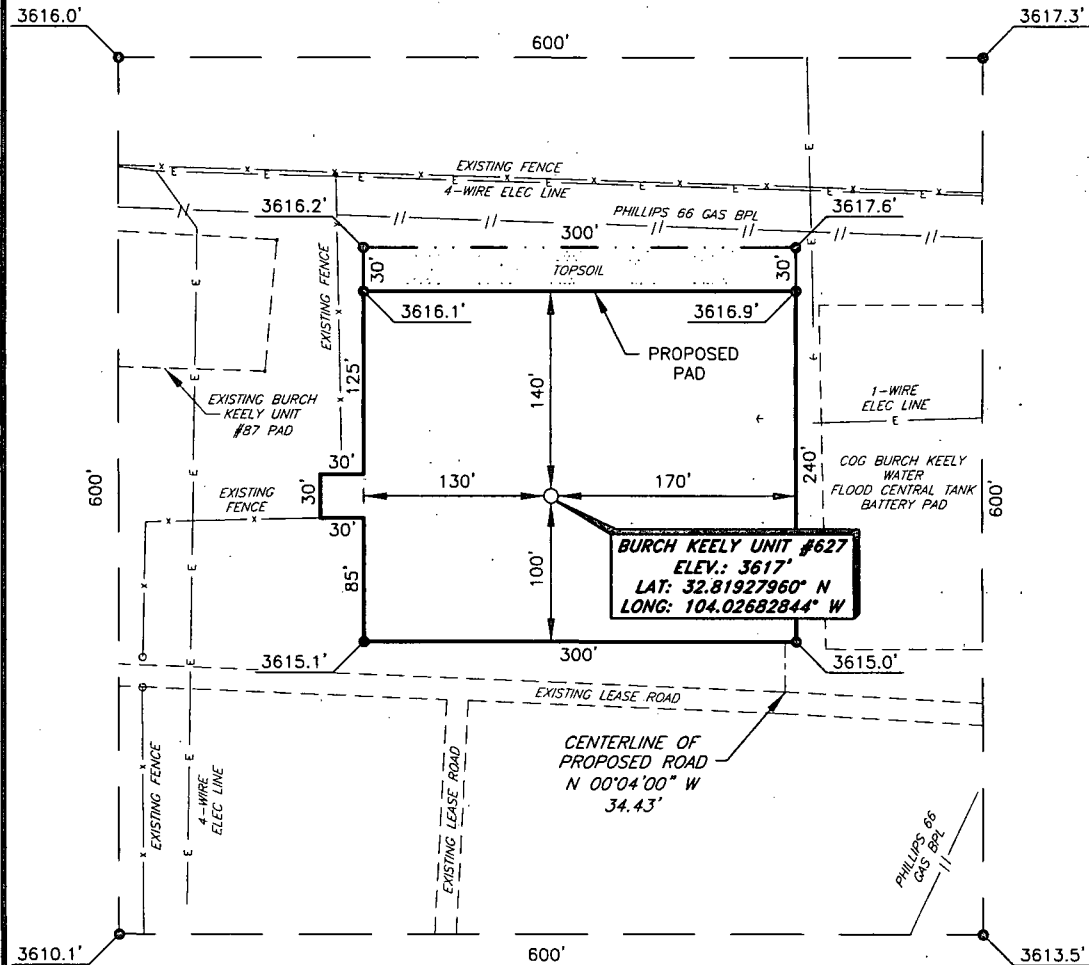 3616.0'
3617.3'
600'
EXISTING FENCE
4-WIRE ELEC LINE
3616.2'
PHILLIPS 66 GAS BPL
3617.6'
300'
30'
TOPSOIL
30'
3616.1'
3616.9'
EXISTING FENCE
PROPOSED
PAD
125'
140'
EXISTING BURCH
KEELY UNIT
#87 PAD
1-WIRE
ELEC LINE
COG BURCH KEELY
WATER
FLOOD CENTRAL TANK
BATTERY PAD
600'
30'
30'
30'
130'
170'
240'
600'
EXISTING
FENCE
BURCH KEELY UNIT #627
ELEV.: 3617'
LAT: 32.81927960° N
LONG: 104.02682844° W
85'
100'
3615.1'
300'
3615.0'
EXISTING LEASE ROAD
CENTERLINE OF
PROPOSED ROAD
N 00°04'00" W
34.43'
EXISTING FENCE
4-WIRE
ELEC LINE
EXISTING LEASE ROAD
PHILLIPS 66
GAS BPL
3610.1'
600'
3613.5'